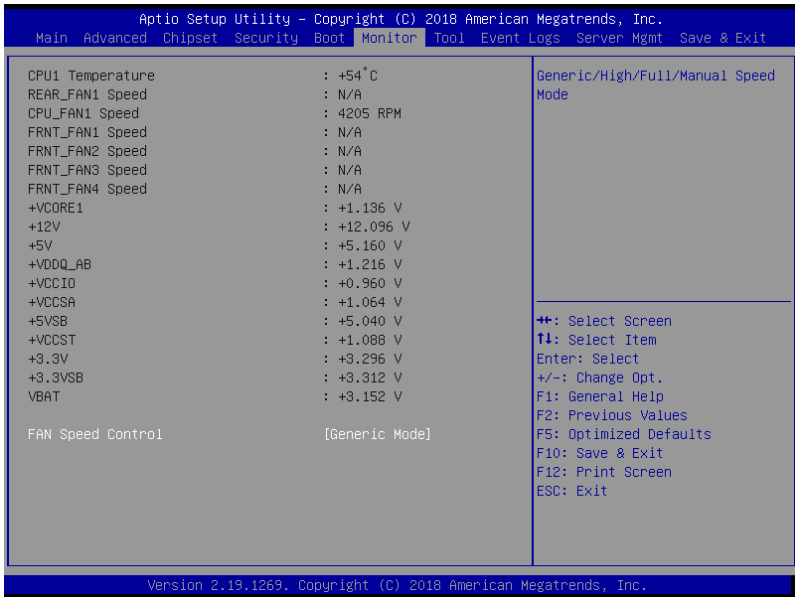 Aptio Setup Utility – Copyright (C) 2018 American Megatrends, Inc.
Main Advanced Chipset Security Boot Monitor Tool Event Logs Server Mgmt Save & Exit
CPU1 Temperature : +54°C
REAR_FAN1 Speed : N/A
CPU_FAN1 Speed : 4205 RPM
FRNT_FAN1 Speed : N/A
FRNT_FAN2 Speed : N/A
FRNT_FAN3 Speed : N/A
FRNT_FAN4 Speed : N/A
+VCORE1 : +1.136 V
+12V : +12.096 V
+5V : +5.160 V
+VDDQ_AB : +1.216 V
+VCCIO : +0.960 V
+VCCSA : +1.064 V
+5VSB : +5.040 V
+VCCST : +1.088 V
+3.3V : +3.296 V
+3.3VSB : +3.312 V
VBAT : +3.152 V
FAN Speed Control [Generic Mode]
Generic/High/Full/Manual Speed
Mode
→←: Select Screen
↑↓: Select Item
Enter: Select
+/-: Change Opt.
F1: General Help
F2: Previous Values
F5: Optimized Defaults
F10: Save & Exit
F12: Print Screen
ESC: Exit
Version 2.19.1269. Copyright (C) 2018 American Megatrends, Inc.